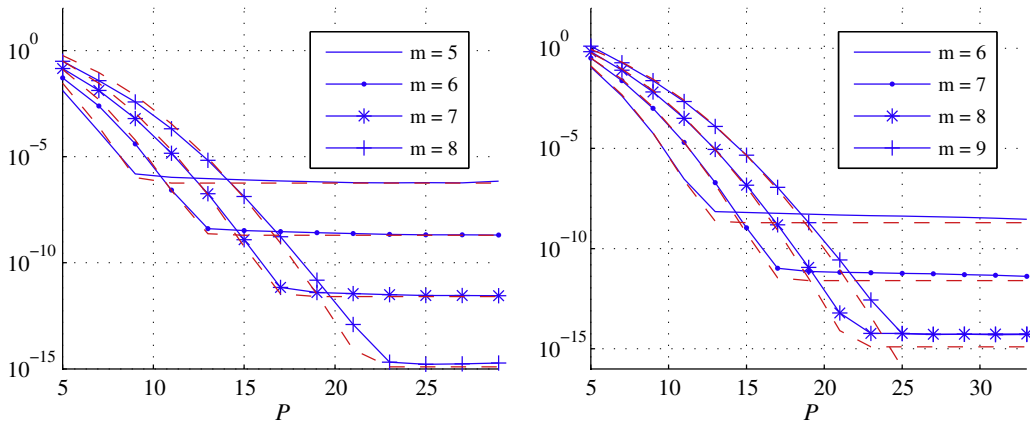 10^0
10^-5
10^-10
10^-15
5 10 15 20 25
P
m = 5
m = 6
m = 7
m = 8
10^0
10^-5
10^-10
10^-15
5 10 15 20 25 30
P
m = 6
m = 7
m = 8
m = 9